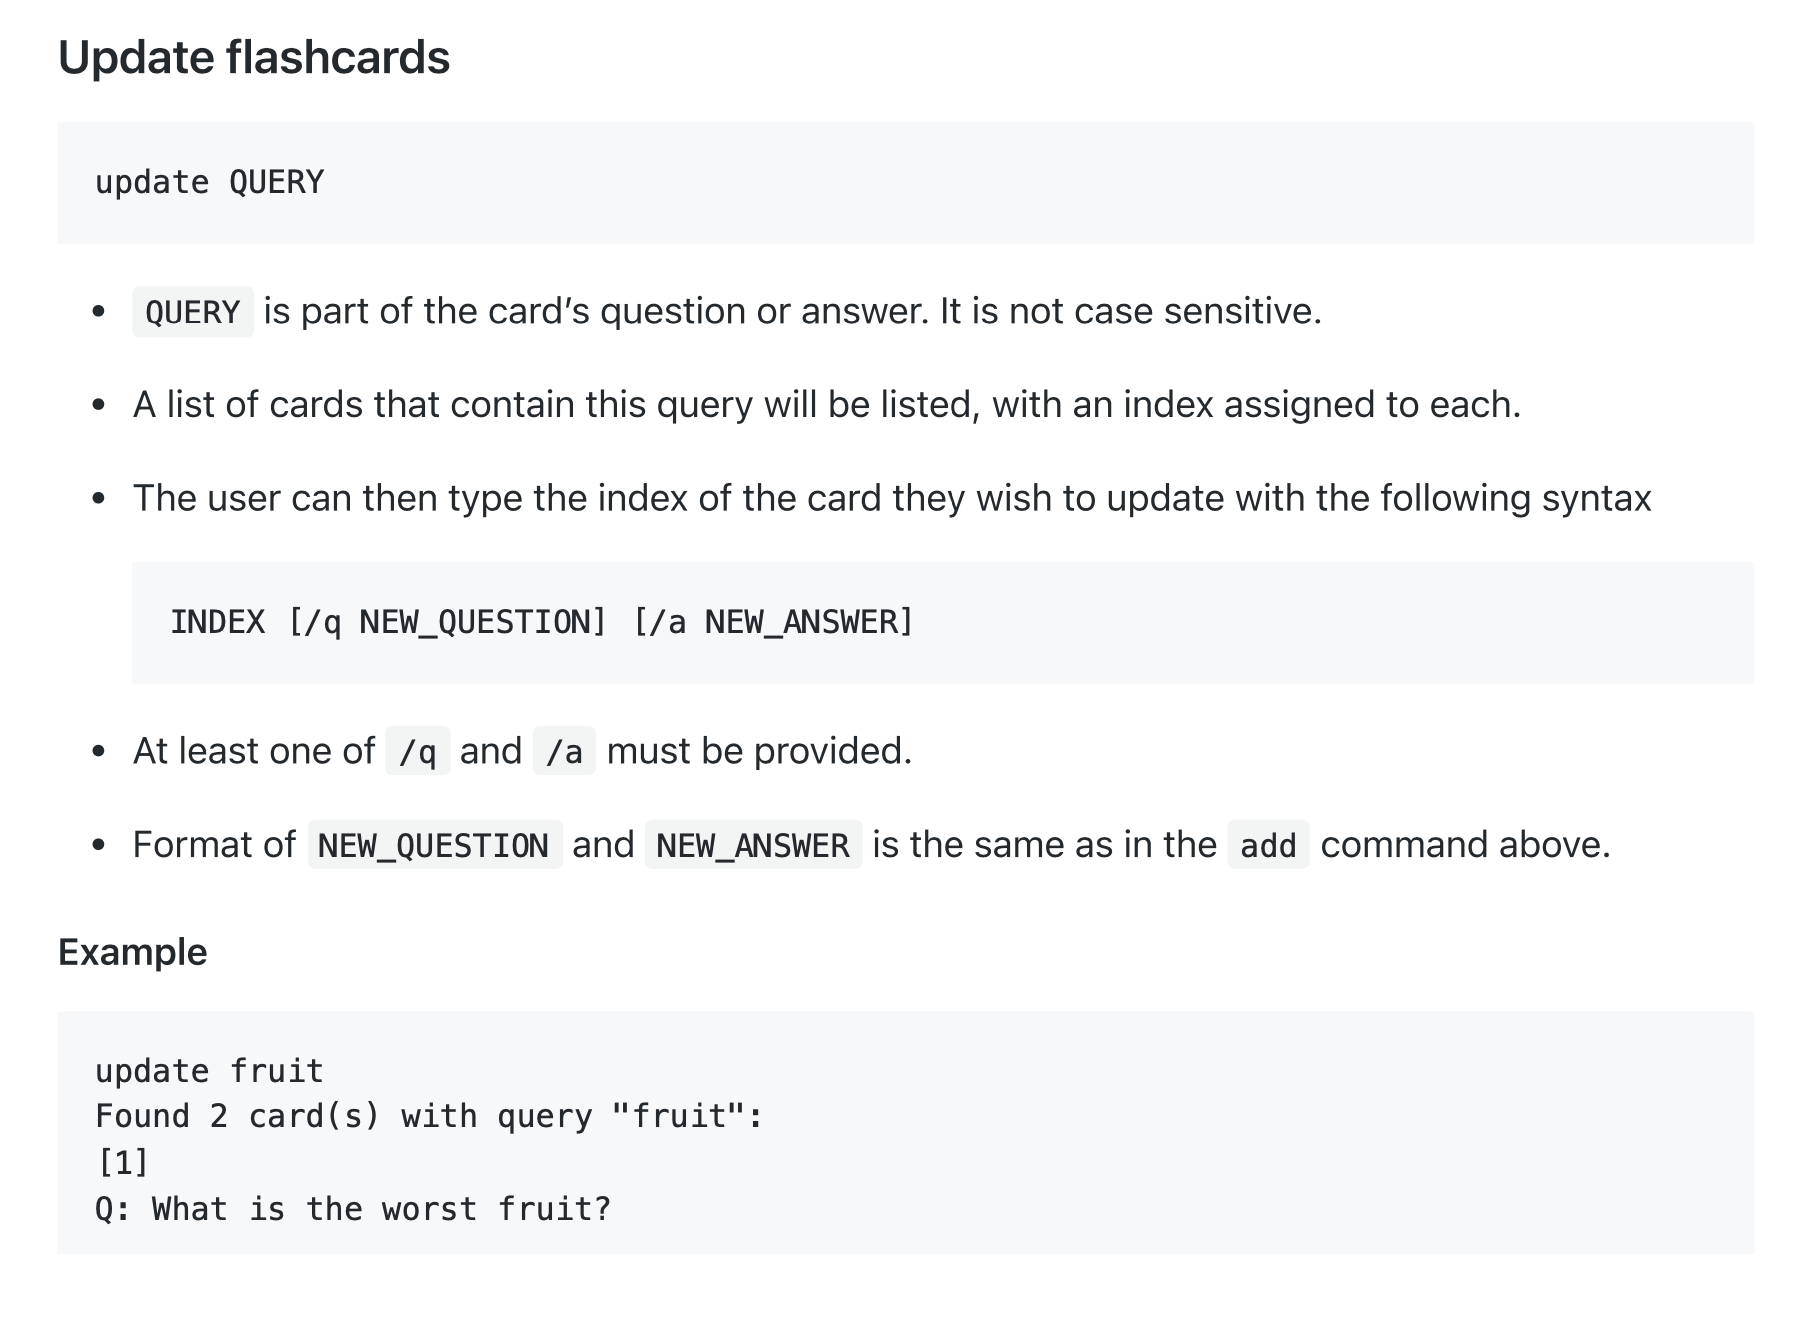 Update flashcards
update QUERY
• QUERY is part of the card’s question or answer. It is not case sensitive.
• A list of cards that contain this query will be listed, with an index assigned to each.
• The user can then type the index of the card they wish to update with the following syntax
INDEX [/q NEW_QUESTION] [/a NEW_ANSWER]
• At least one of /q and /a must be provided.
• Format of NEW_QUESTION and NEW_ANSWER is the same as in the add command above.
Example
update fruit
Found 2 card(s) with query "fruit":
[1]
Q: What is the worst fruit?